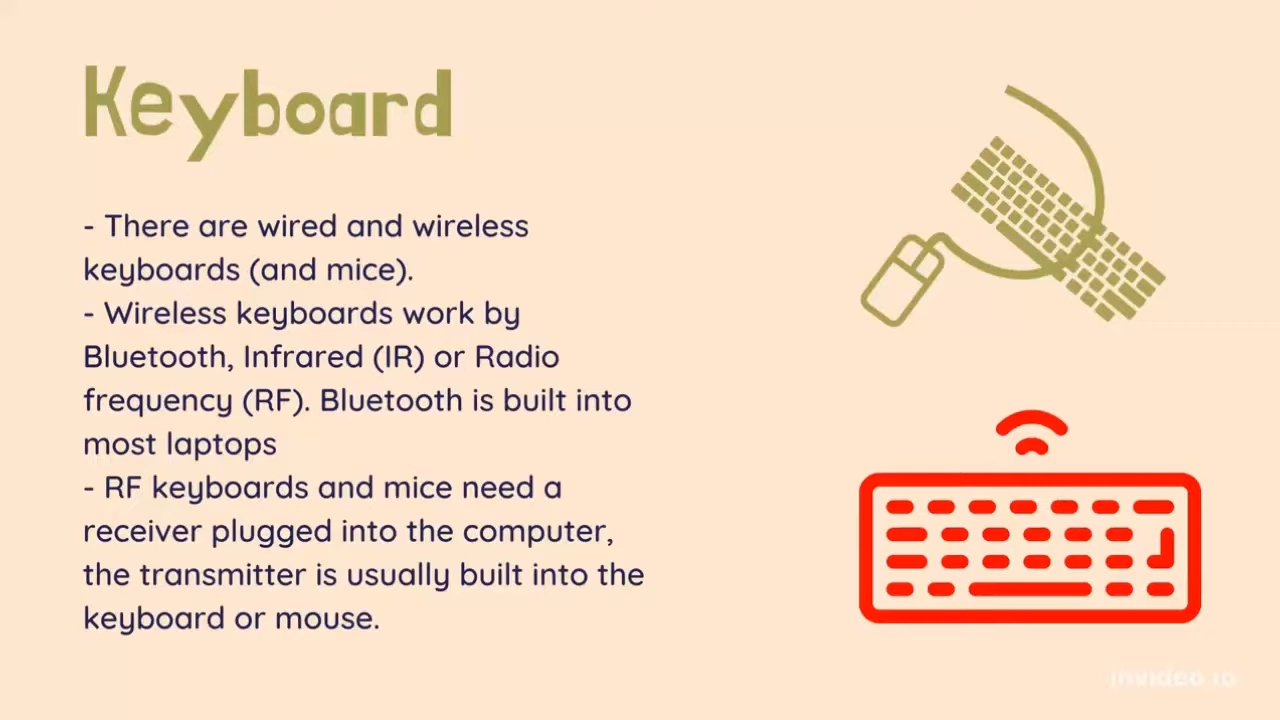 Keyboard
- There are wired and wireless
keyboards (and mice).
- Wireless keyboards work by
Bluetooth, Infrared (IR) or Radio
frequency (RF). Bluetooth is built into
most laptops
- RF keyboards and mice need a
receiver plugged into the computer,
the transmitter is usually built into the
keyboard or mouse.
invideo.io